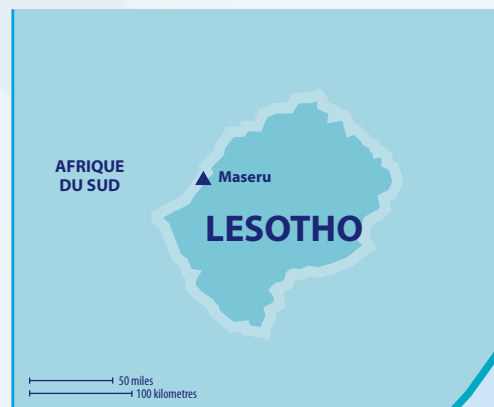 AFRIQUE
DU SUD
Maseru
LESOTHO
50 miles
100 kilometres